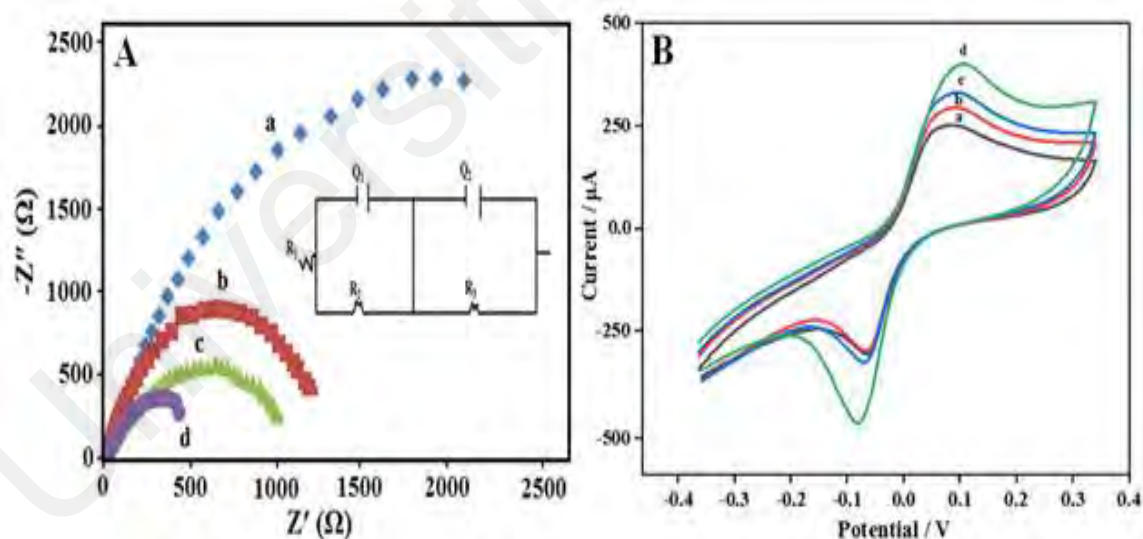 A
2500
2000
1500
1000
500
0
-Z″ (Ω)
0 500 1000 1500 2000 2500
Z′ (Ω)
a
b
c
d
Q1 Q2
R1
R2 R3
B
500
250
0.0
-250
-500
Current / µA
-0.4 -0.3 -0.2 -0.1 0.0 0.1 0.2 0.3 0.4
Potential / V
d
c
b
a
Universiti